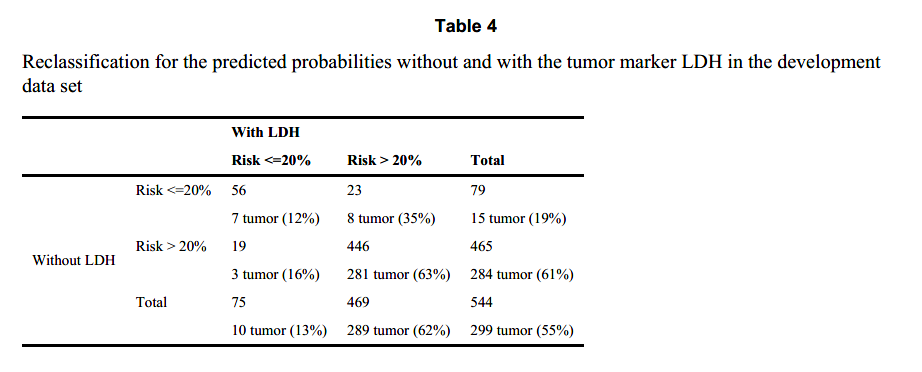 Table 4
Reclassification for the predicted probabilities without and with the tumor marker LDH in the development
data set
With LDH
Risk <=20% Risk > 20% Total
Risk <=20% 56 23 79
7 tumor (12%) 8 tumor (35%) 15 tumor (19%)
Risk > 20% 19 446 465
Without LDH
3 tumor (16%) 281 tumor (63%) 284 tumor (61%)
Total 75 469 544
10 tumor (13%) 289 tumor (62%) 299 tumor (55%)